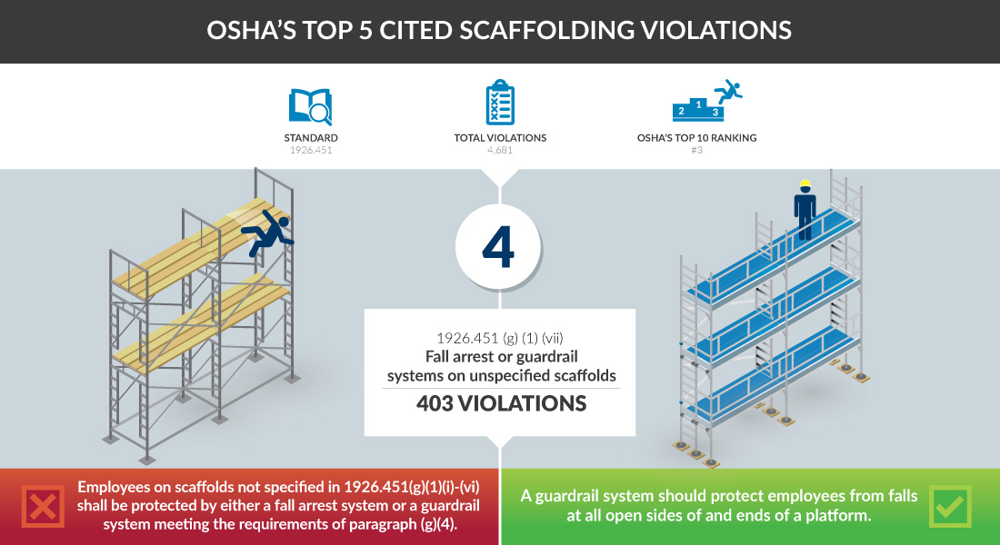 OSHA'S TOP 5 CITED SCAFFOLDING VIOLATIONS
STANDARD
1926.451
TOTAL VIOLATIONS
4,681
2 1 3
OSHA'S TOP 10 RANKING
#3
4
1926.451 (g) (1) (vii)
Fall arrest or guardrail
systems on unspecified scaffolds
403 VIOLATIONS
Employees on scaffolds not specified in 1926.451(g)(1)(i)-(vi)
shall be protected by either a fall arrest system or a guardrail
system meeting the requirements of paragraph (g)(4).
A guardrail system should protect employees from falls
at all open sides of and ends of a platform.